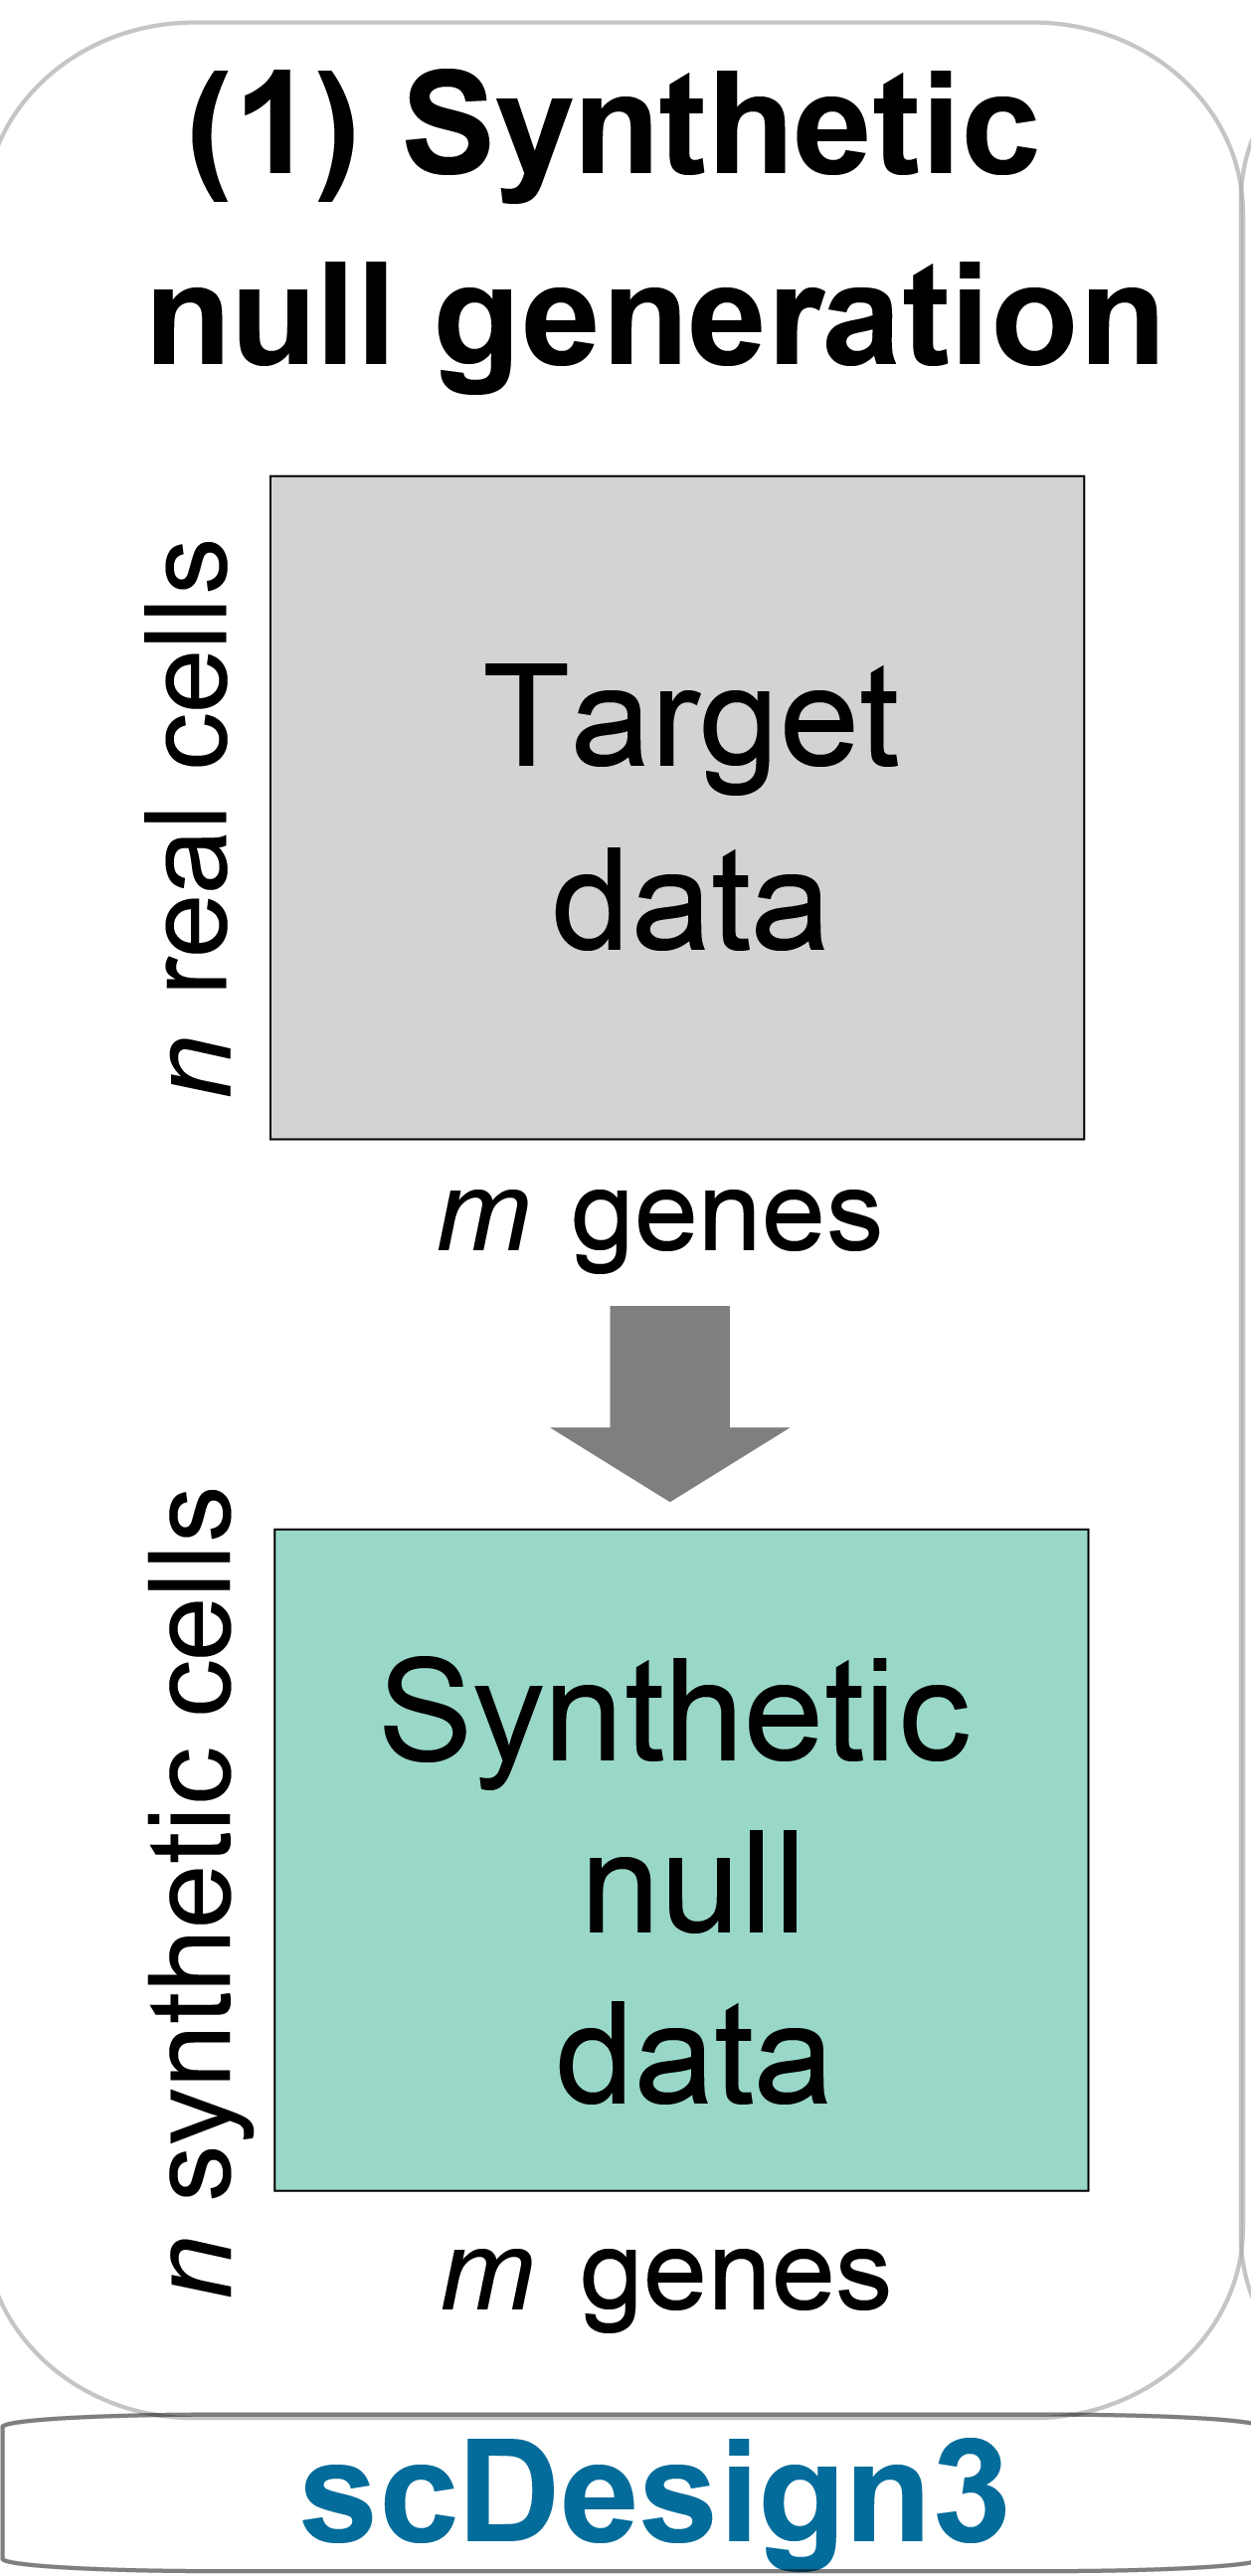 (1) Synthetic
null generation
n real cells
Target
data
m genes
n synthetic cells
Synthetic
null
data
m genes
scDesign3